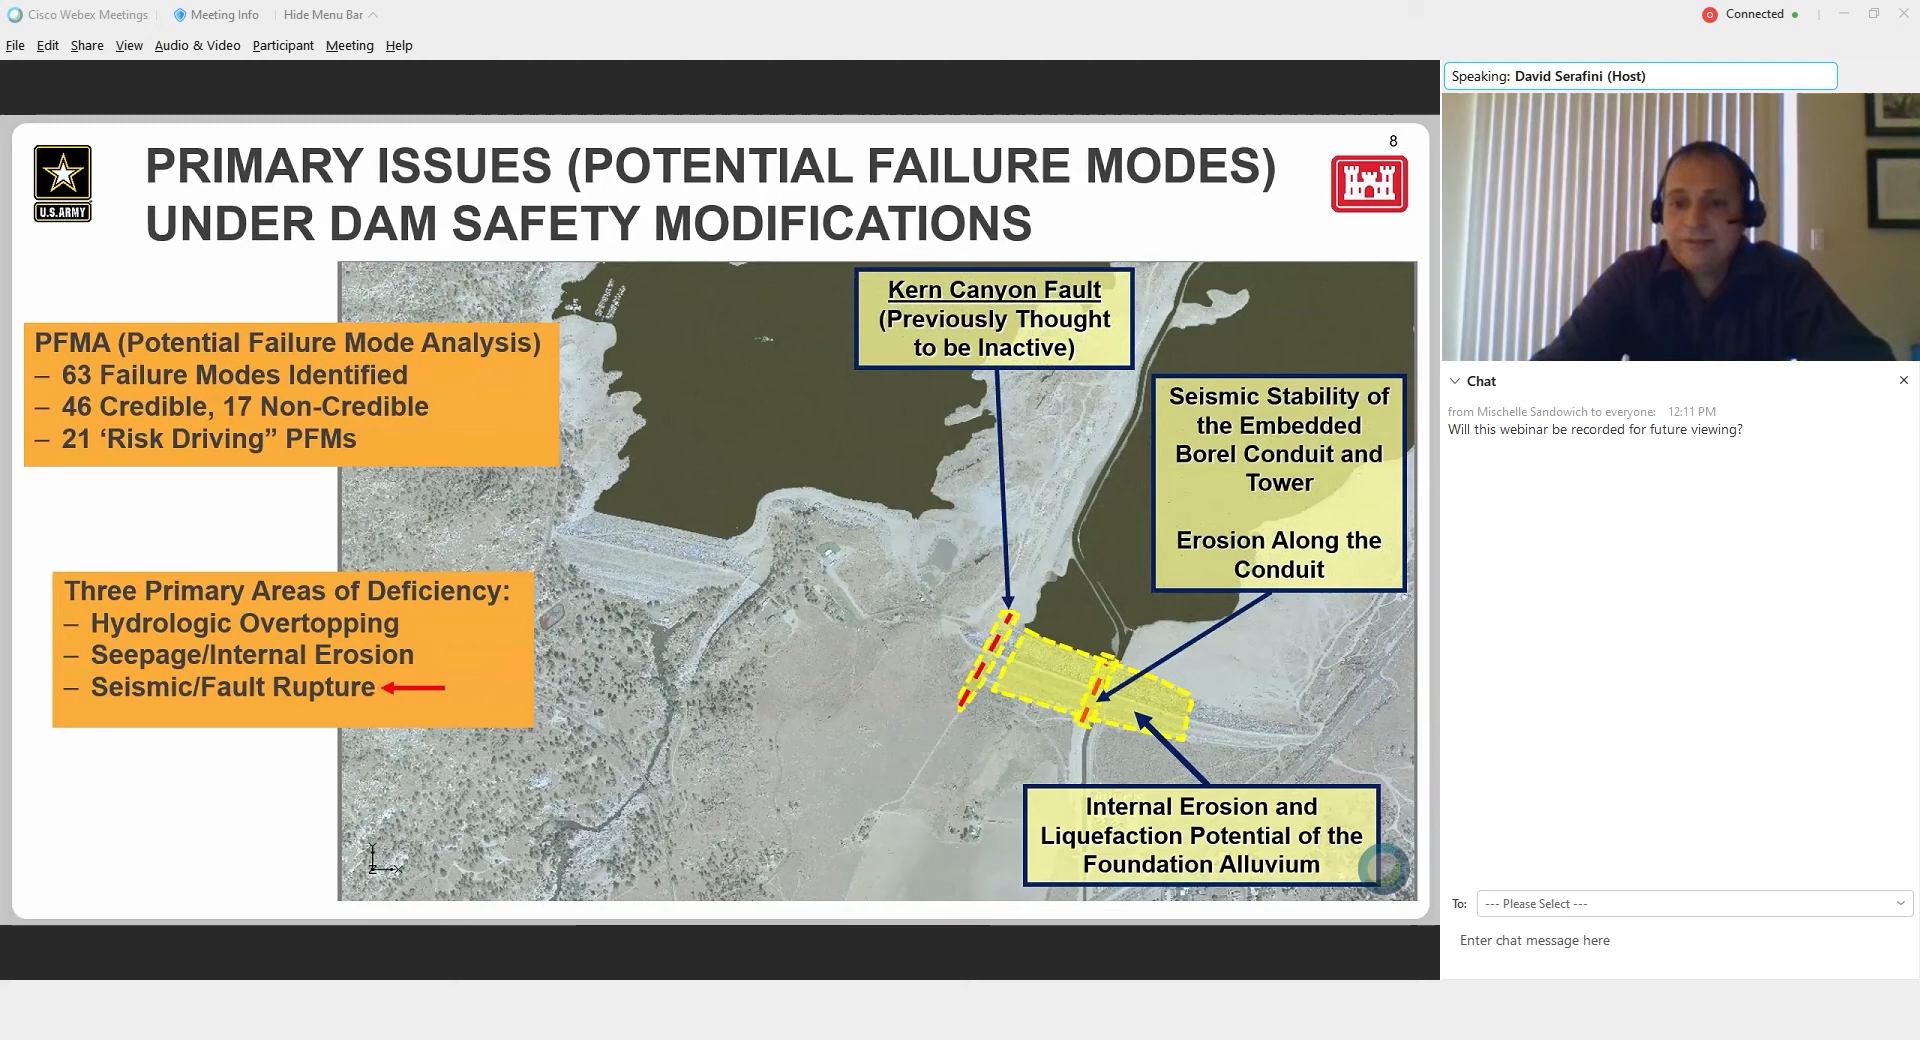 Cisco Webex Meetings
Meeting Info
Hide Menu Bar
Connected
File Edit Share View Audio & Video Participant Meeting Help
Speaking: David Serafini (Host)
8
U.S.ARMY
PRIMARY ISSUES (POTENTIAL FAILURE MODES)
UNDER DAM SAFETY MODIFICATIONS
PFMA (Potential Failure Mode Analysis)
– 63 Failure Modes Identified
– 46 Credible, 17 Non-Credible
– 21 ‘Risk Driving” PFMs
Three Primary Areas of Deficiency:
– Hydrologic Overtopping
– Seepage/Internal Erosion
– Seismic/Fault Rupture
Kern Canyon Fault
(Previously Thought
to be Inactive)
Seismic Stability of
the Embedded
Borel Conduit and
Tower
Erosion Along the
Conduit
Internal Erosion and
Liquefaction Potential of the
Foundation Alluvium
Y
Z X
Chat
from Mischelle Sandowich to everyone: 12:11 PM
Will this webinar be recorded for future viewing?
To: --- Please Select ---
Enter chat message here